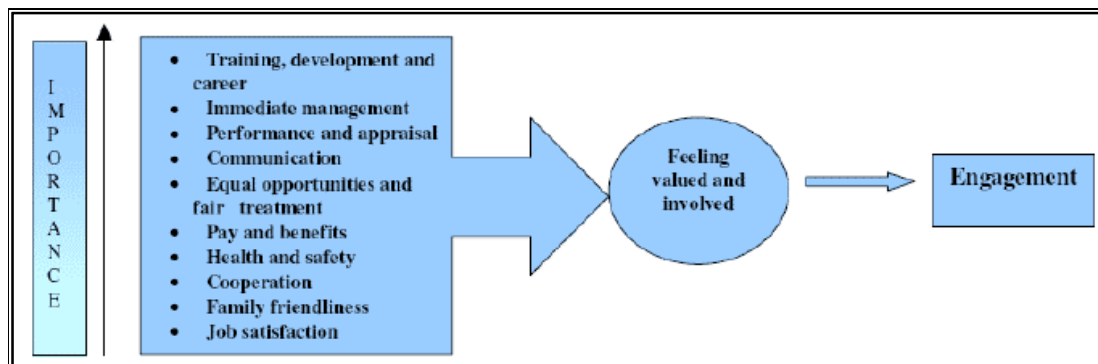 IMPORTANCE
• Training, development and
career
• Immediate management
• Performance and appraisal
• Communication
• Equal opportunities and
fair treatment
• Pay and benefits
• Health and safety
• Cooperation
• Family friendliness
• Job satisfaction
Feeling
valued and
involved
Engagement